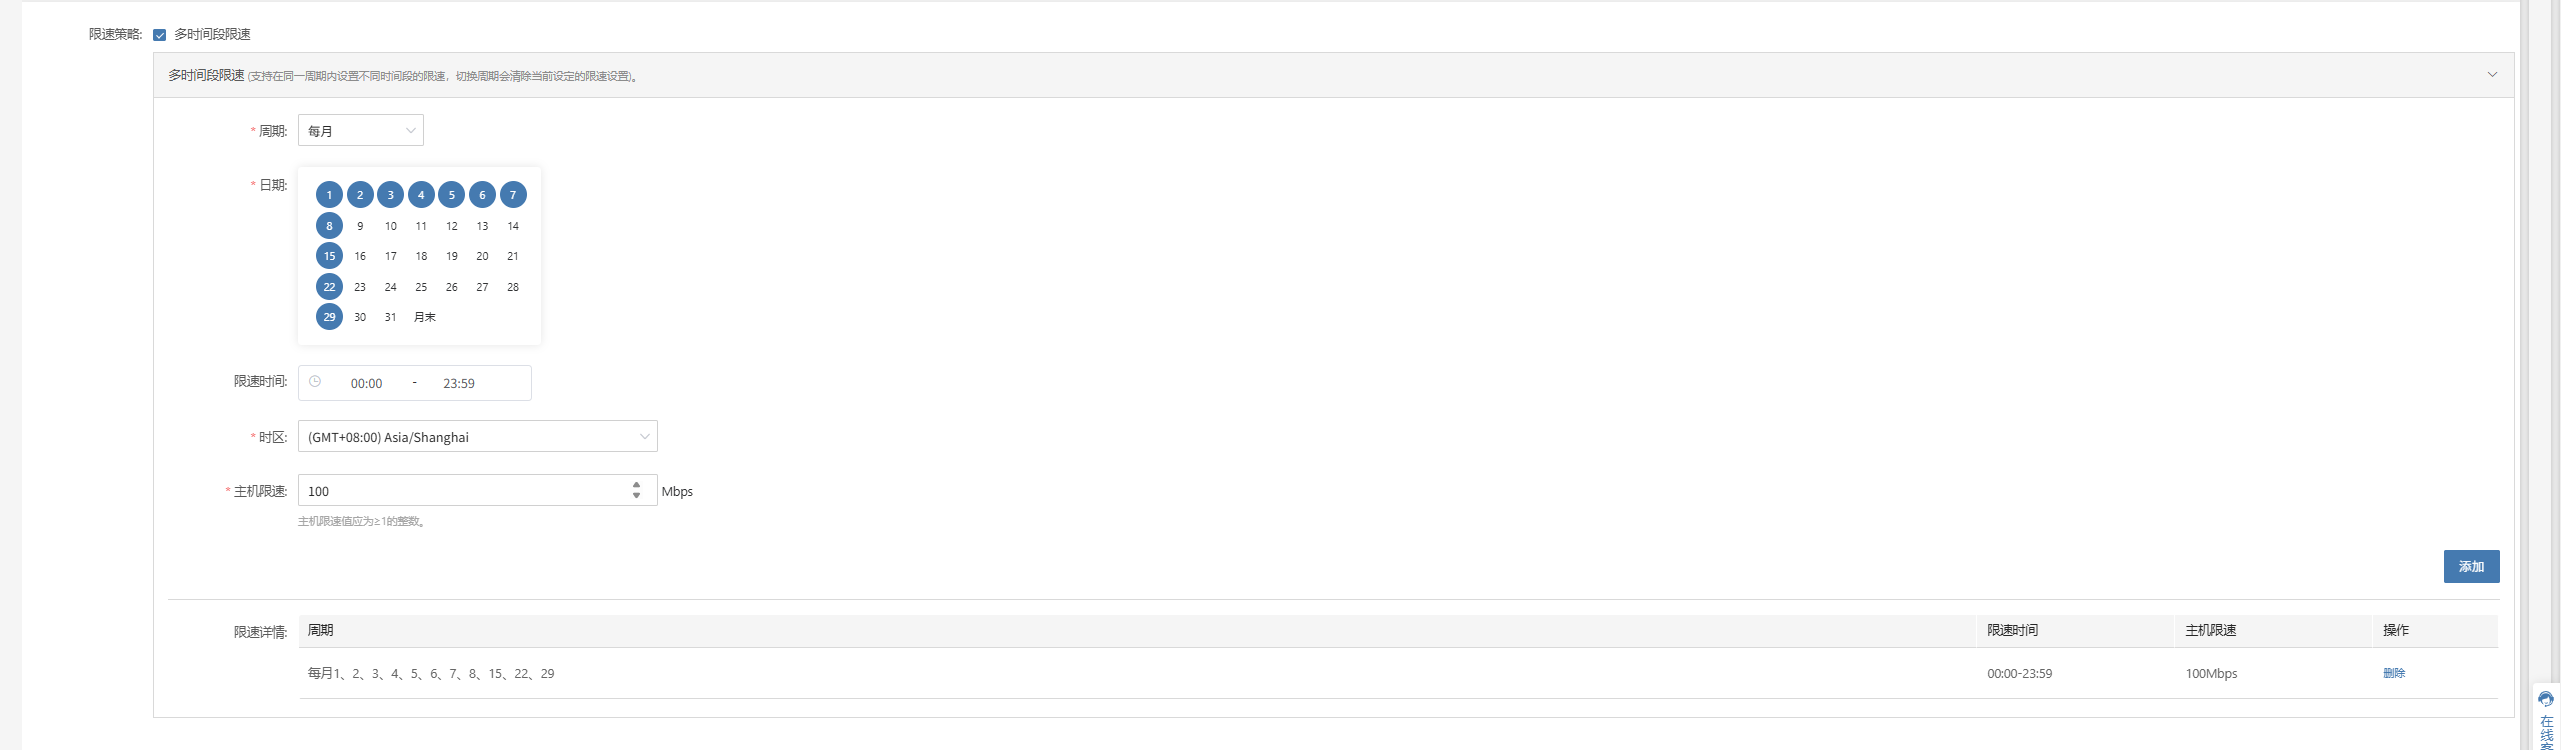 限速策略: 多时间段限速
多时间段限速 (支持在同一周期内设置不同时间段的限速，切换周期会清除当前设定的限速设置)。
* 周期: 每月
* 日期:
1 2 3 4 5 6 7
8 9 10 11 12 13 14
15 16 17 18 19 20 21
22 23 24 25 26 27 28
29 30 31 月末
限速时间: 00:00 - 23:59
* 时区: (GMT+08:00) Asia/Shanghai
* 主机限速: 100 Mbps
主机限速值应为≥1的整数。
添加
限速详情: 周期 限速时间 主机限速 操作
每月1、2、3、4、5、6、7、8、15、22、29 00:00-23:59 100Mbps 删除
在线